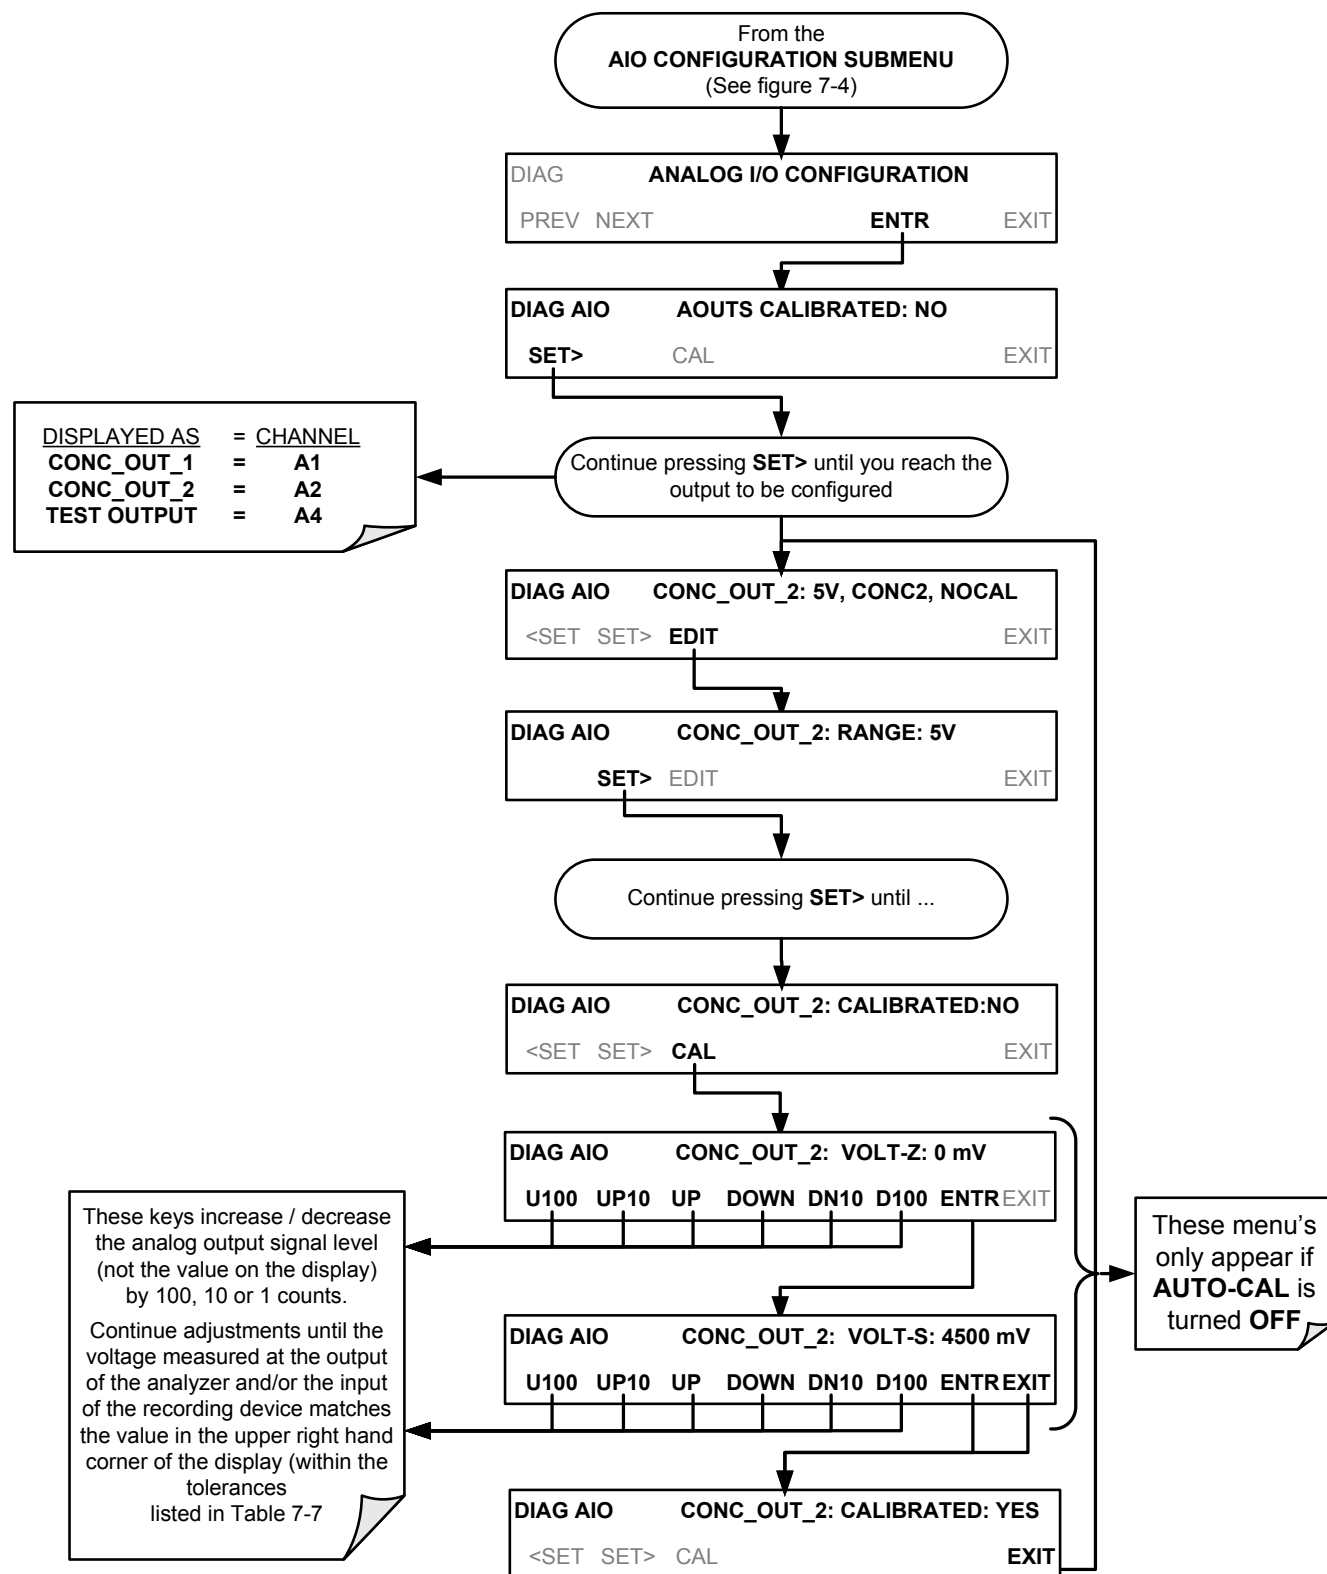 From the
AIO CONFIGURATION SUBMENU
(See figure 7-4)
DIAG ANALOG I/O CONFIGURATION
PREV NEXT ENTR EXIT
DIAG AIO AOUTS CALIBRATED: NO
SET> CAL EXIT
DISPLAYED AS = CHANNEL
CONC_OUT_1 = A1
CONC_OUT_2 = A2
TEST OUTPUT = A4
Continue pressing SET> until you reach the
output to be configured
DIAG AIO CONC_OUT_2: 5V, CONC2, NOCAL
<SET SET> EDIT EXIT
DIAG AIO CONC_OUT_2: RANGE: 5V
SET> EDIT EXIT
Continue pressing SET> until ...
DIAG AIO CONC_OUT_2: CALIBRATED:NO
<SET SET> CAL EXIT
DIAG AIO CONC_OUT_2: VOLT-Z: 0 mV
U100 UP10 UP DOWN DN10 D100 ENTR EXIT
These keys increase / decrease
the analog output signal level
(not the value on the display)
by 100, 10 or 1 counts.
Continue adjustments until the
voltage measured at the output
of the analyzer and/or the input
of the recording device matches
the value in the upper right hand
corner of the display (within the
tolerances
listed in Table 7-7
These menu's
only appear if
AUTO-CAL is
turned OFF
DIAG AIO CONC_OUT_2: VOLT-S: 4500 mV
U100 UP10 UP DOWN DN10 D100 ENTR EXIT
DIAG AIO CONC_OUT_2: CALIBRATED: YES
<SET SET> CAL EXIT